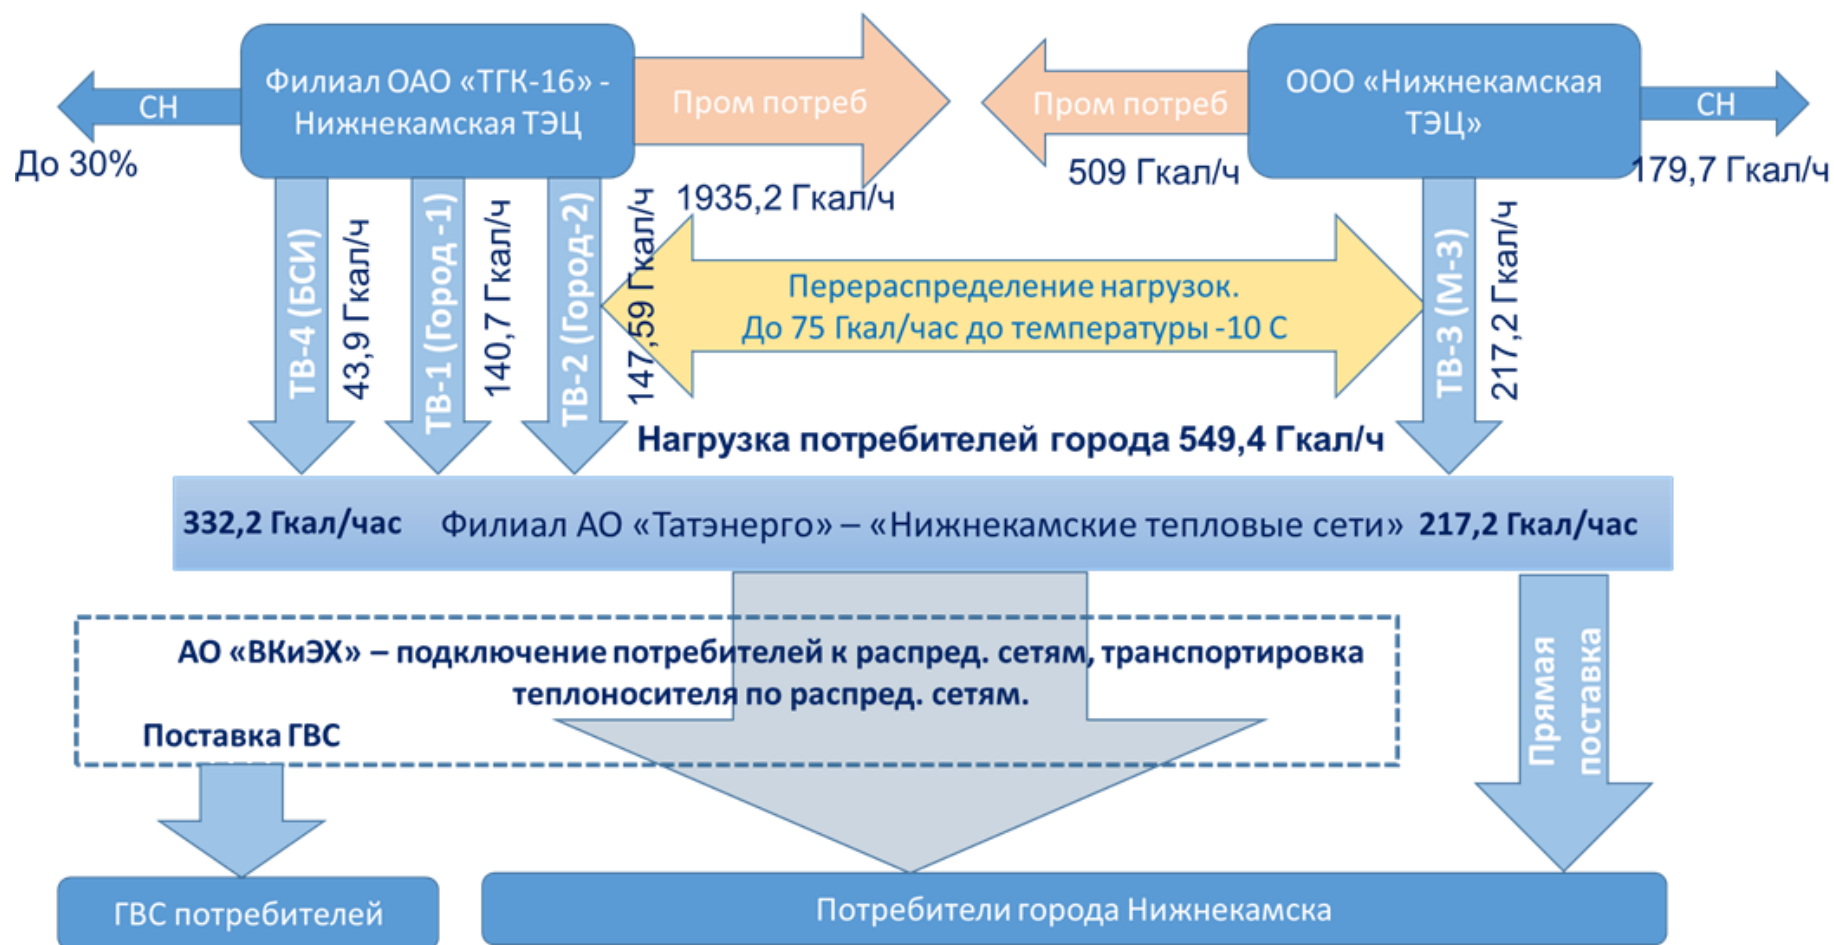 Филиал ОАО «ТГК-16» -
Нижнекамская ТЭЦ
СН
До 30%
Пром потреб
1935,2 Гкал/ч
Пром потреб
509 Гкал/ч
ООО «Нижнекамская
ТЭЦ»
СН
179,7 Гкал/ч
ТВ-4 (БСИ)
43,9 Гкал/ч
ТВ-1 (Город -1)
140,7 Гкал/ч
ТВ-2 (Город-2)
147,59 Гкал/ч
Перераспределение нагрузок.
До 75 Гкал/час до температуры -10 С
ТВ-3 (М-3)
217,2 Гкал/ч
Нагрузка потребителей города 549,4 Гкал/ч
332,2 Гкал/час
Филиал АО «Татэнерго» – «Нижнекамские тепловые сети»
217,2 Гкал/час
АО «ВКиЭХ» – подключение потребителей к распред. сетям, транспортировка
теплоносителя по распред. сетям.
Поставка ГВС
Прямая
поставка
ГВС потребителей
Потребители города Нижнекамска